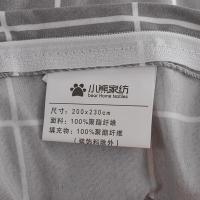 小熊家纺
bear Home textiles
尺寸：200x230cm
面料：100%聚酯纤维
填充物：100%聚酯纤维
（装饰料除外）